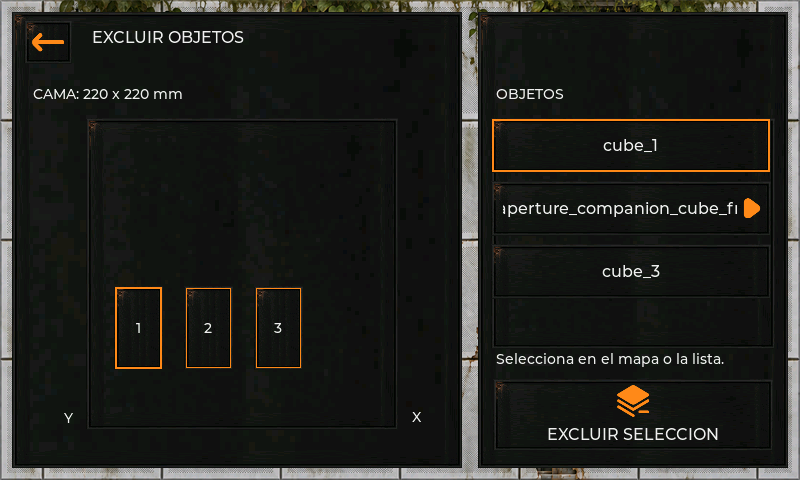 EXCLUIR OBJETOS
CAMA: 220 x 220 mm
1
2
3
Y
X
OBJETOS
cube_1
aperture_companion_cube_fr
cube_3
Selecciona en el mapa o la lista.
EXCLUIR SELECCION